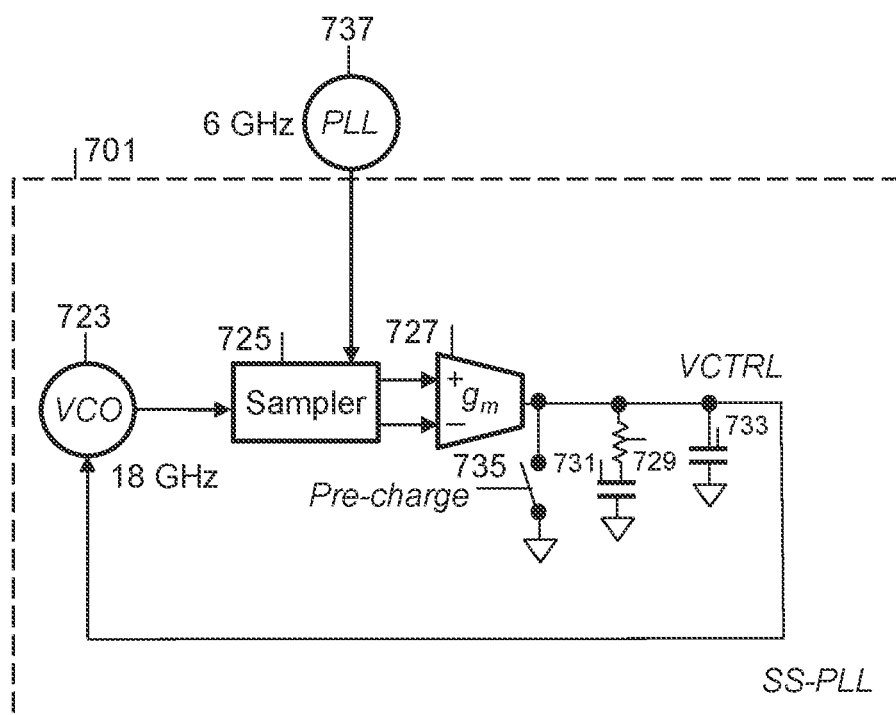 737
6 GHz
PLL
701
723
725
727
VCTRL
VCO
Sampler
+
gm
−
733
18 GHz
735
731
729
Pre-charge
SS-PLL